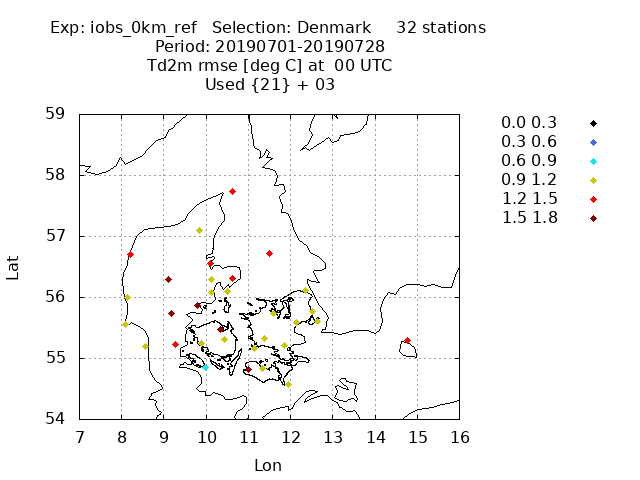 Exp: iobs_0km_ref   Selection: Denmark     32 stations
Period: 20190701-20190728
Td2m rmse [deg C] at  00 UTC
Used {21} + 03
59
58
57
56
55
54
7 8 9 10 11 12 13 14 15 16
Lat
Lon
0.0 0.3
0.3 0.6
0.6 0.9
0.9 1.2
1.2 1.5
1.5 1.8